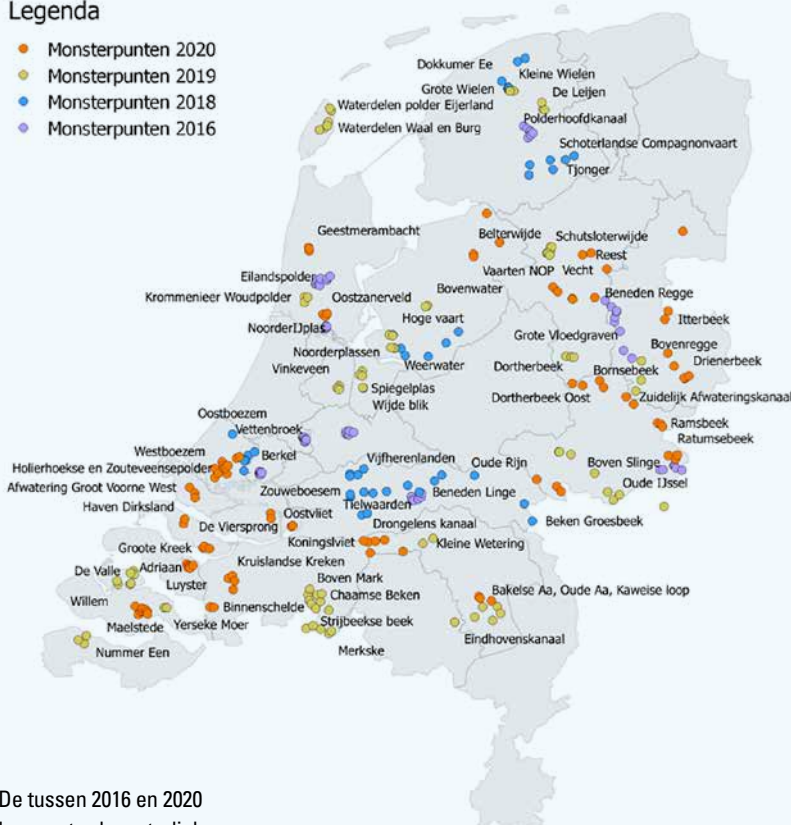 Legenda
Monsterpunten 2020
Monsterpunten 2019
Monsterpunten 2018
Monsterpunten 2016
Dokkumer Ee
Kleine Wielen
Grote Wielen
De Leijen
Waterdelen polder Eijerland
Polderhoofdkanaal
Waterdelen Waal en Burg
Schoterlandse Compagnonvaart
Tjonger
Geestmerambacht
Belterwijde
Schutsloterwijde
Reest
Vaarten NOP
Vecht
Eilandspolder
Bovenwater
Beneden Regge
Krommenieer Woudpolder
Oostzanerveld
Hoge vaart
Itterbeek
NoorderIJplas
Grote Vloedgraven
Bovenregge
Noorderplassen
Drienerbeek
Vinkeveen
Weerwater
Dortherbeek
Bornsebeek
Spiegelplas
Dortherbeek Oost
Zuidelijk Afwateringskanaal
Wijde blik
Oostboezem
Vettenbroek
Ramsbeek
Ratumsebeek
Westboezem
Berkel
Vijfherenlanden
Oude Rijn
Boven Slinge
Holierhoekse en Zouteveensepolder
Oude IJssel
Afwatering Groot Voorne West
Zouweboesem
Beneden Linge
Haven Dirksland
Tielwaarden
Oostvliet
De Viersprong
Drongelens kanaal
Beken Groesbeek
Groote Kreek
Koningslviet
Kleine Wetering
Adriaan
Kruislandse Kreken
De Valle
Luyster
Boven Mark
Bakelse Aa, Oude Aa, Kaweise loop
Willem
Chaamse Beken
Binnenschelde
Maelstede
Yerseke Moer
Strijbeekse beek
Eindhovenskanaal
Nummer Een
Merkske
De tussen 2016 en 2020